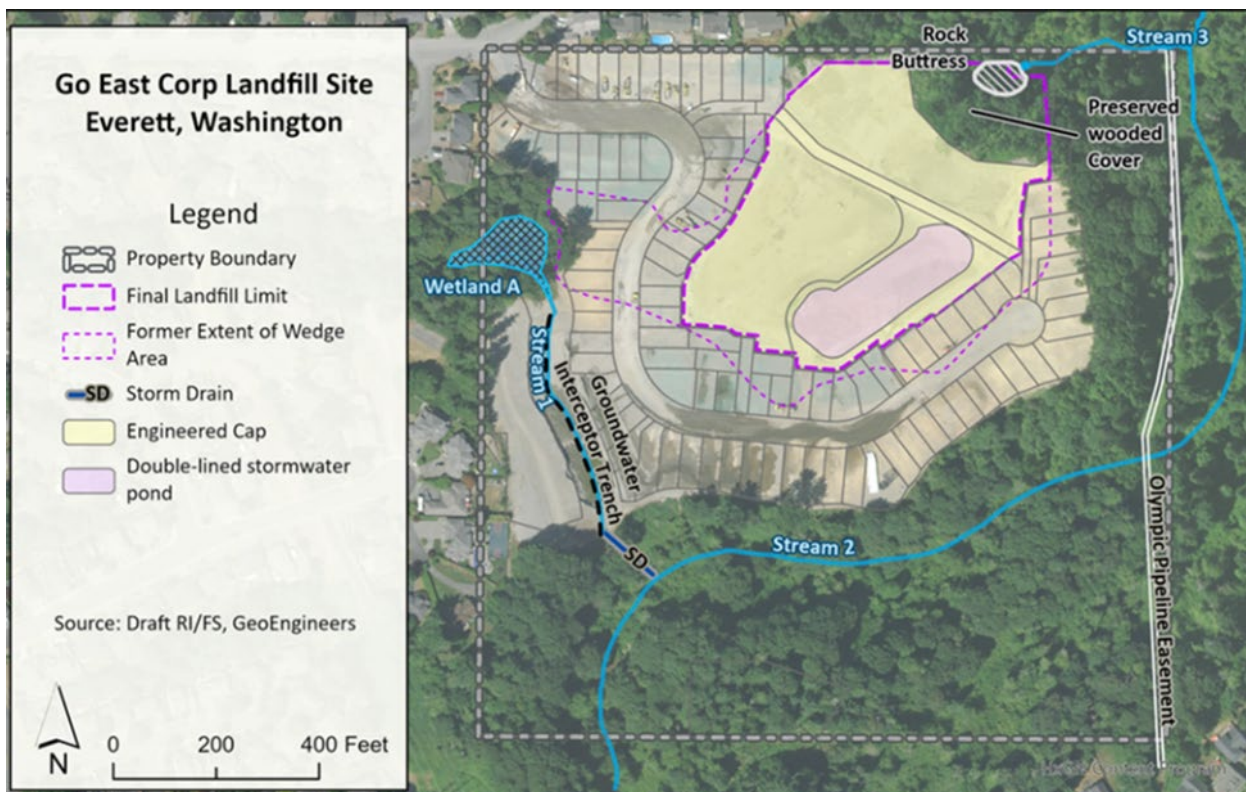 Go East Corp Landfill Site
Everett, Washington
Legend
Property Boundary
Final Landfill Limit
Former Extent of Wedge
Area
SD
Storm Drain
Engineered Cap
Double-lined stormwater
pond
Source: Draft RI/FS, GeoEngineers
N
0 200 400 Feet
Rock
Buttress
Stream 3
Preserved
wooded
Cover
Wetland A
Stream 1
Interceptor Trench
Groundwater
SD
Stream 2
Olympic Pipeline Easement
Content Program